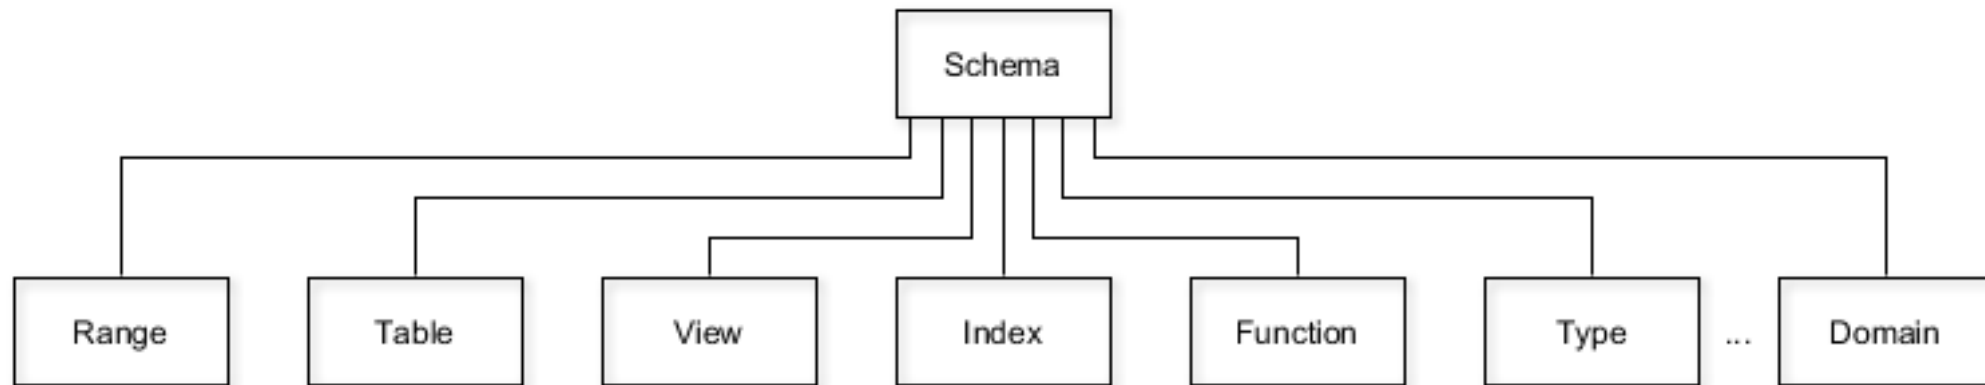 Schema
Range
Table
View
Index
Function
Type
...
Domain